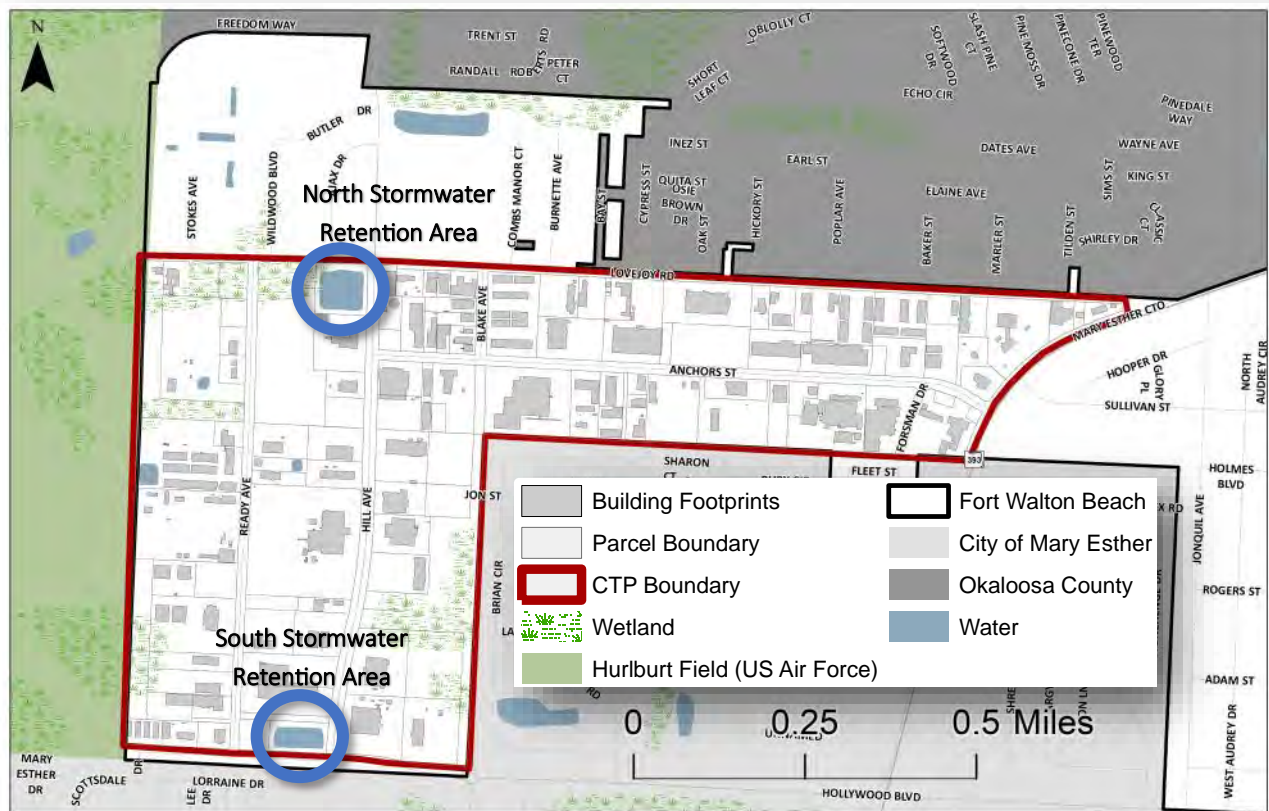 N
FREEDOM WAY
TRENT ST
RANDALL
ROB
ERTS RD
PETER
CT
LOBLOLLY CT
SHORT
LEAF CT
SOFTWOOD
DR
SLASH PINE
CT
PINE MOSS DR
PINECONE DR
PINEWOOD
TER
ECHO CIR
PINEDALE
WAY
BUTLER DR
AJAX DR
STOKES AVE
WILDWOOD BLVD
COMBS MANOR CT
BURNETTE AVE
BAY ST
CYPRESS ST
INEZ ST
QUITA ST
OSIE
BROWN
DR
OAK ST
HICKORY ST
EARL ST
POPLAR AVE
DATES AVE
ELAINE AVE
BAKER ST
MARLER ST
TILDEN ST
SIMS ST
WAYNE AVE
KING ST
CLASSIC
CT
SHIRLEY DR
North Stormwater
Retention Area
LOVEJOY RD
BLAKE AVE
ANCHORS ST
MARY ESTHER CTO
HOOPER DR
GLORY
PL
SULLIVAN ST
NORTH
AUDREY CIR
FORSMAN DR
393
HOLMES
BLVD
SHARON
CT
FLEET ST
JON ST
READY AVE
HILL AVE
BRIAN CIR
JONQUIL AVE
ROGERS ST
ADAM ST
WEST AUDREY DR
Building Footprints
Parcel Boundary
CTP Boundary
Wetland
Hurlburt Field (US Air Force)
Fort Walton Beach
City of Mary Esther
Okaloosa County
Water
RD
South Stormwater
Retention Area
0 0.25 0.5 Miles
MARY
ESTHER
DR
SCOTTSDALE
DR
LEE
DR
LORRAINE DR
HOLLYWOOD BLVD